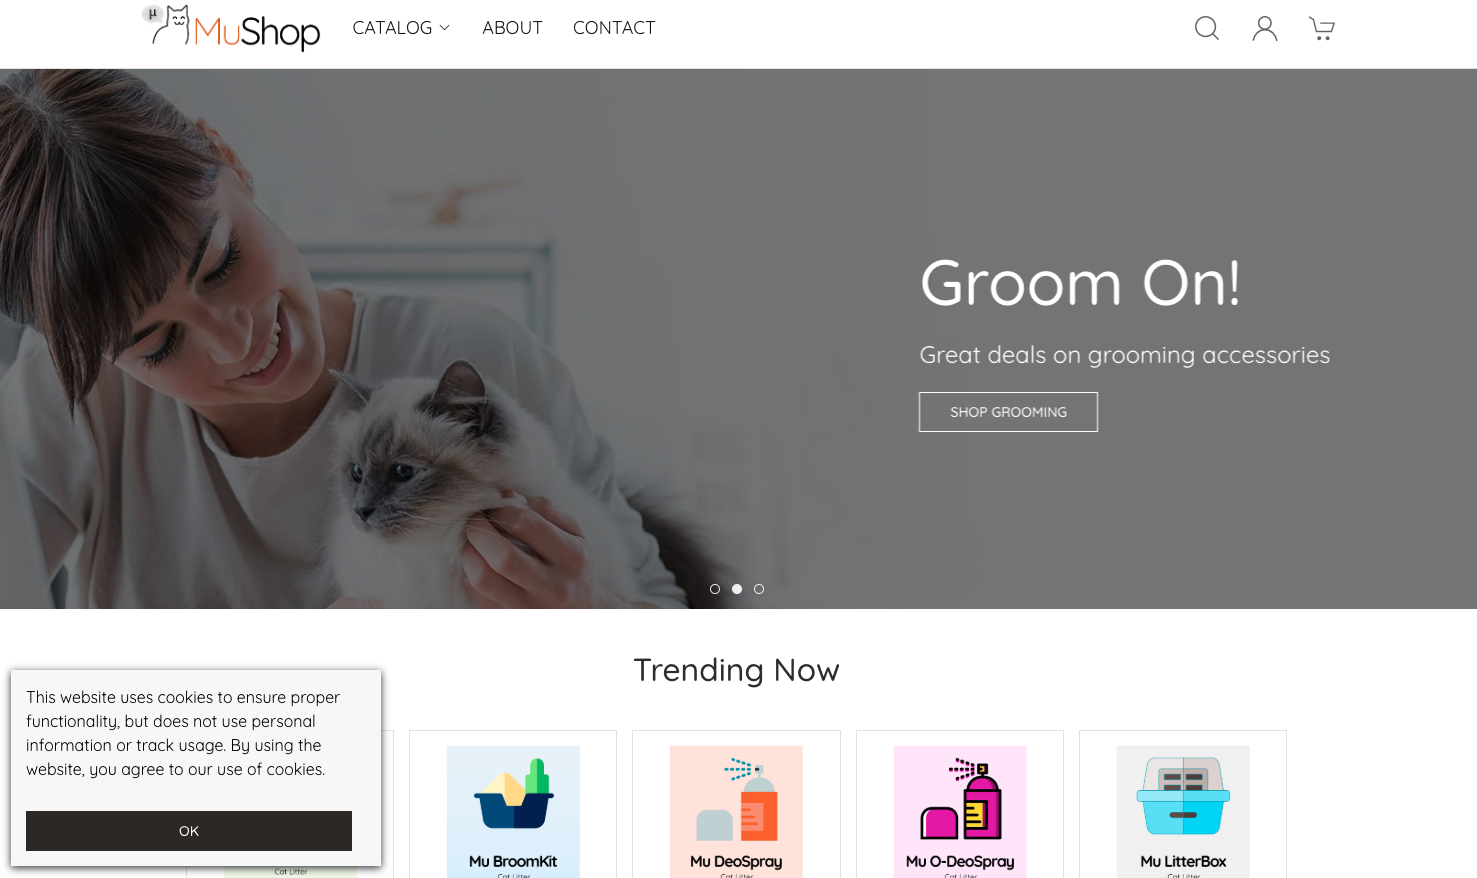 µ
MuShop
CATALOG
ABOUT
CONTACT
Groom On!
Great deals on grooming accessories
SHOP GROOMING
Trending Now
This website uses cookies to ensure proper
functionality, but does not use personal
information or track usage. By using the
website, you agree to our use of cookies.
OK
Cat Litter
Mu BroomKit
Cat Litter
Mu DeoSpray
Cat Litter
Mu O-DeoSpray
Cat Litter
Mu LitterBox
Cat Litter